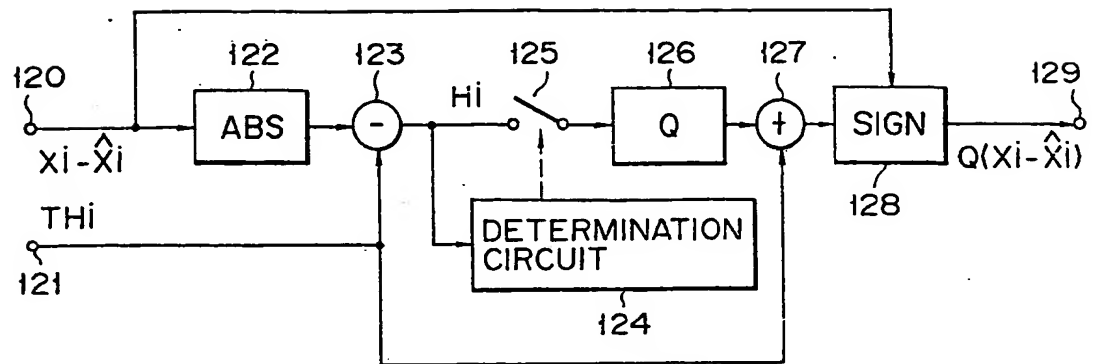 120
122
123
125
126
127
129
ABS
-
Hi
Q
+
SIGN
Xi-X̂i
Q(Xi-X̂i)
128
THi
121
DETERMINATION
CIRCUIT
124